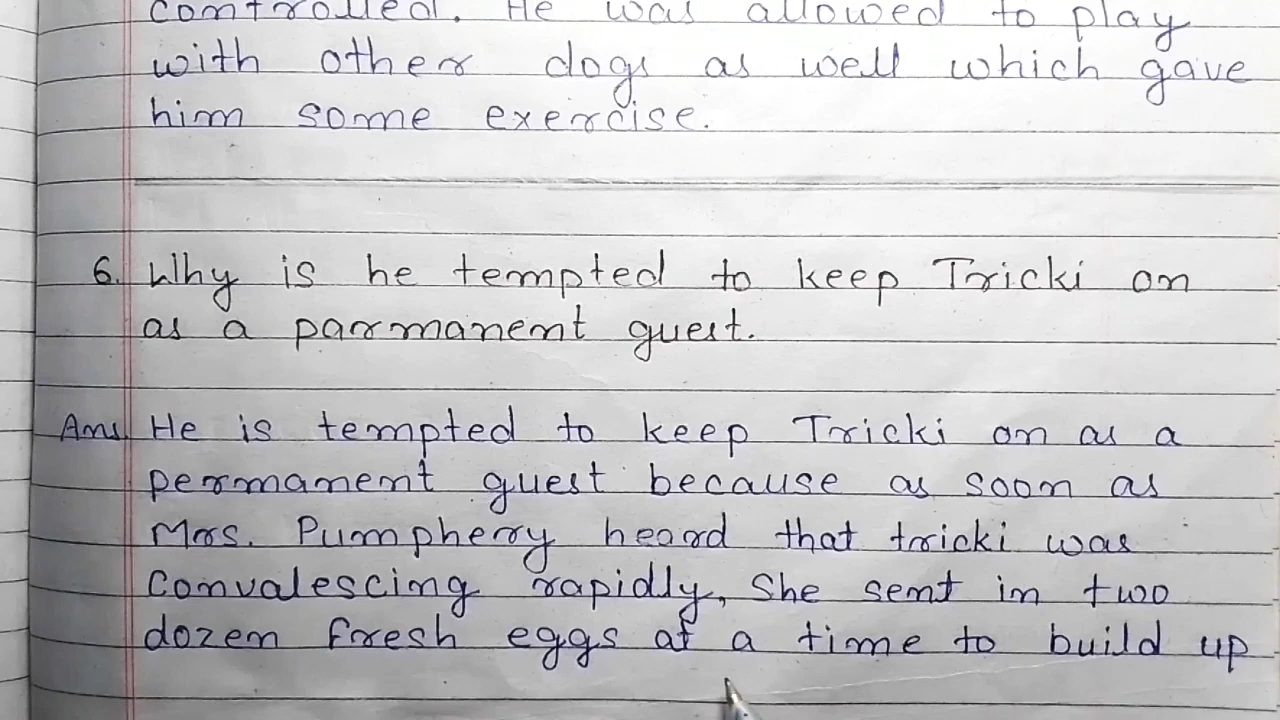 controlled. He was allowed to play
with other dogs as well which gave
him some exercise.
6. Why is he tempted to keep Tricki on
as a parmanent guest.
Ans. He is tempted to keep Tricki on as a
permanent guest because as soon as
Mrs. Pumpherry heard that tricki was
Convalescing rapidly, She sent in two
dozen fresh eggs at a time to build up